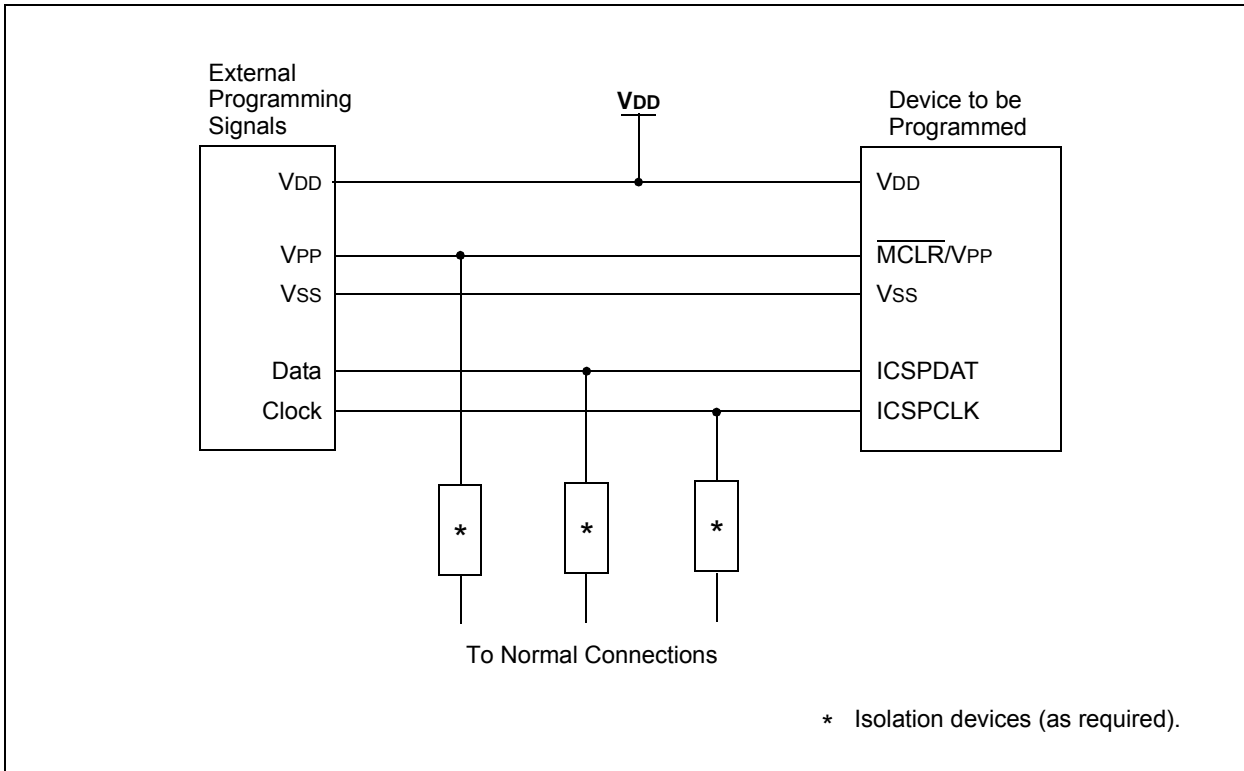 External
Programming
Signals
VDD
Device to be
Programmed
VDD
VDD
VPP
MCLR/VPP
VSS
VSS
Data
ICSPDAT
Clock
ICSPCLK
*
*
*
To Normal Connections
* Isolation devices (as required).